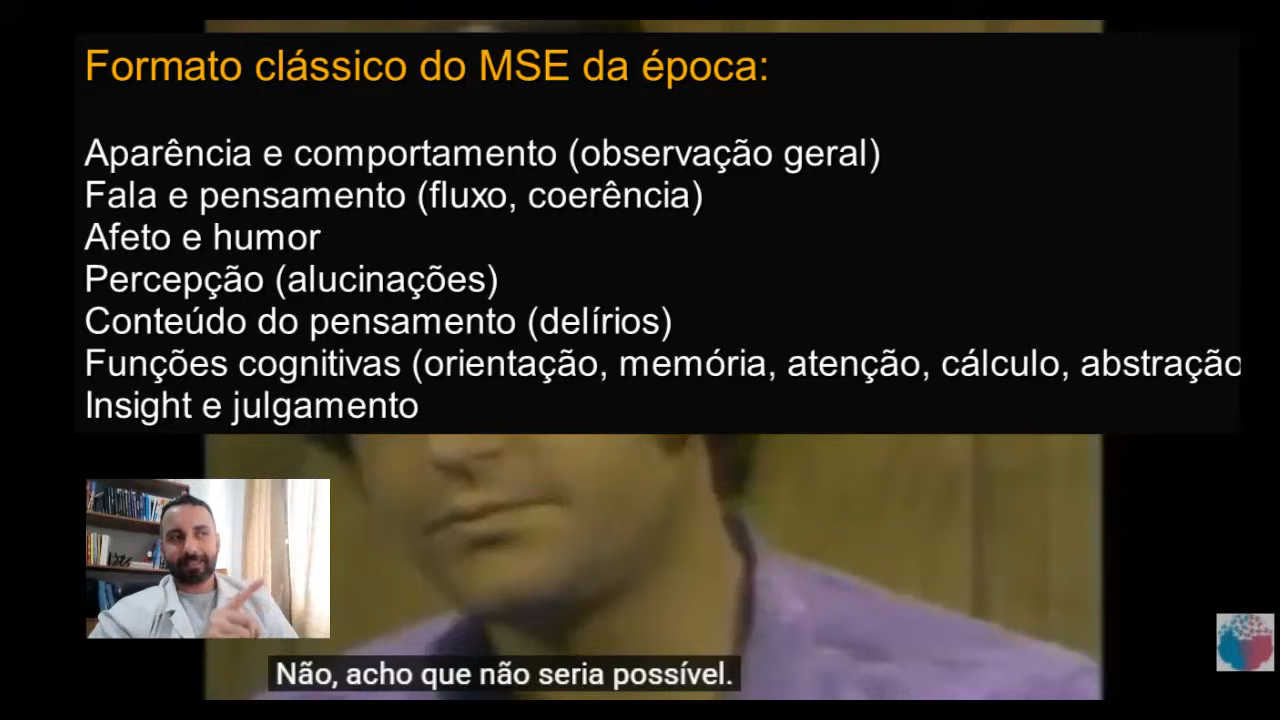 Formato clássico do MSE da época:
Aparência e comportamento (observação geral)
Fala e pensamento (fluxo, coerência)
Afeto e humor
Percepção (alucinações)
Conteúdo do pensamento (delírios)
Funções cognitivas (orientação, memória, atenção, cálculo, abstração
Insight e julgamento
Não, acho que não seria possível.